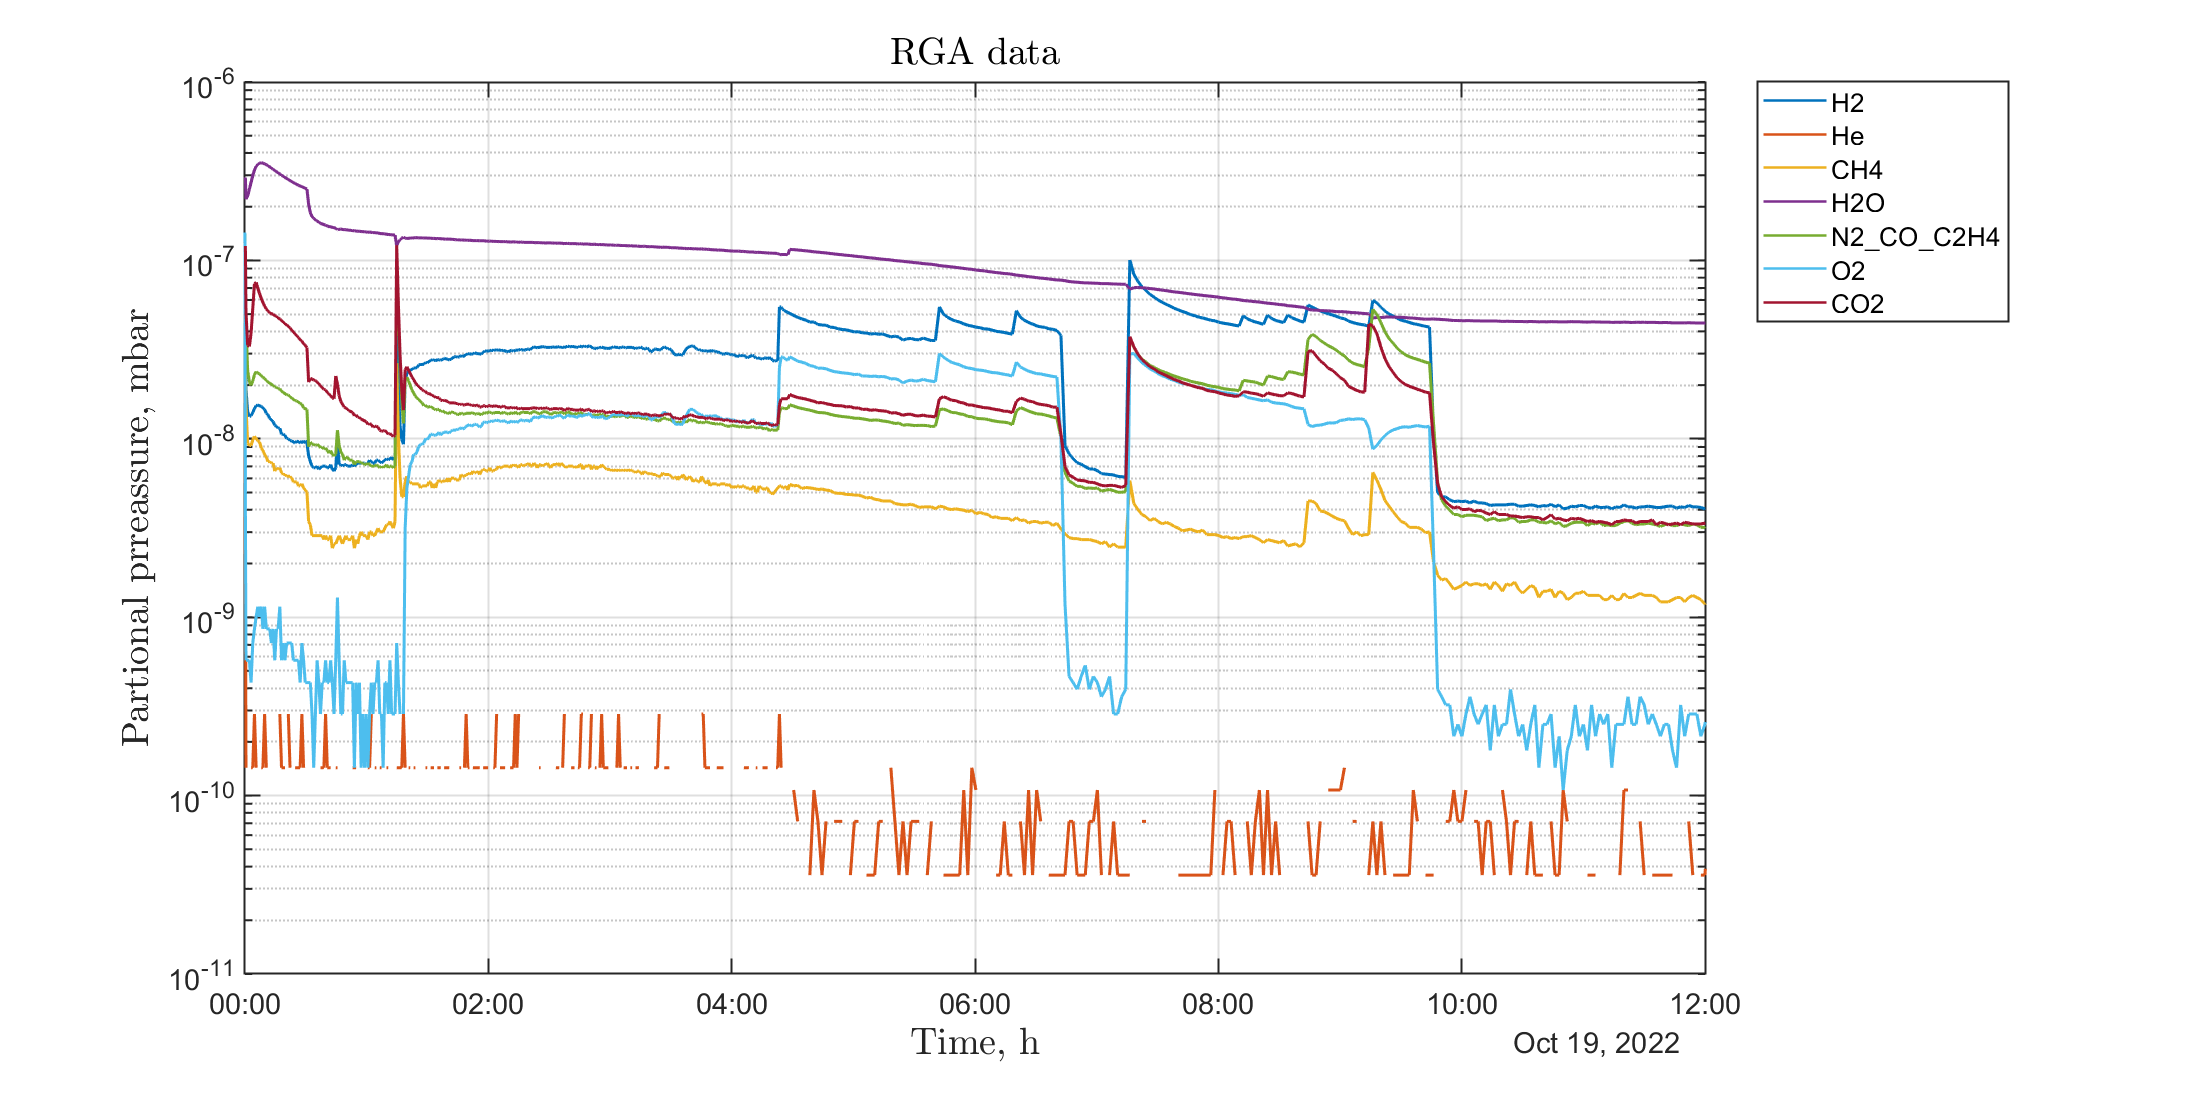 RGA data
Partional prreassure, mbar
10^-6
10^-7
10^-8
10^-9
10^-10
10^-11
00:00 02:00 04:00 06:00 08:00 10:00 12:00
Time, h
Oct 19, 2022
H2
He
CH4
H2O
N2_CO_C2H4
O2
CO2